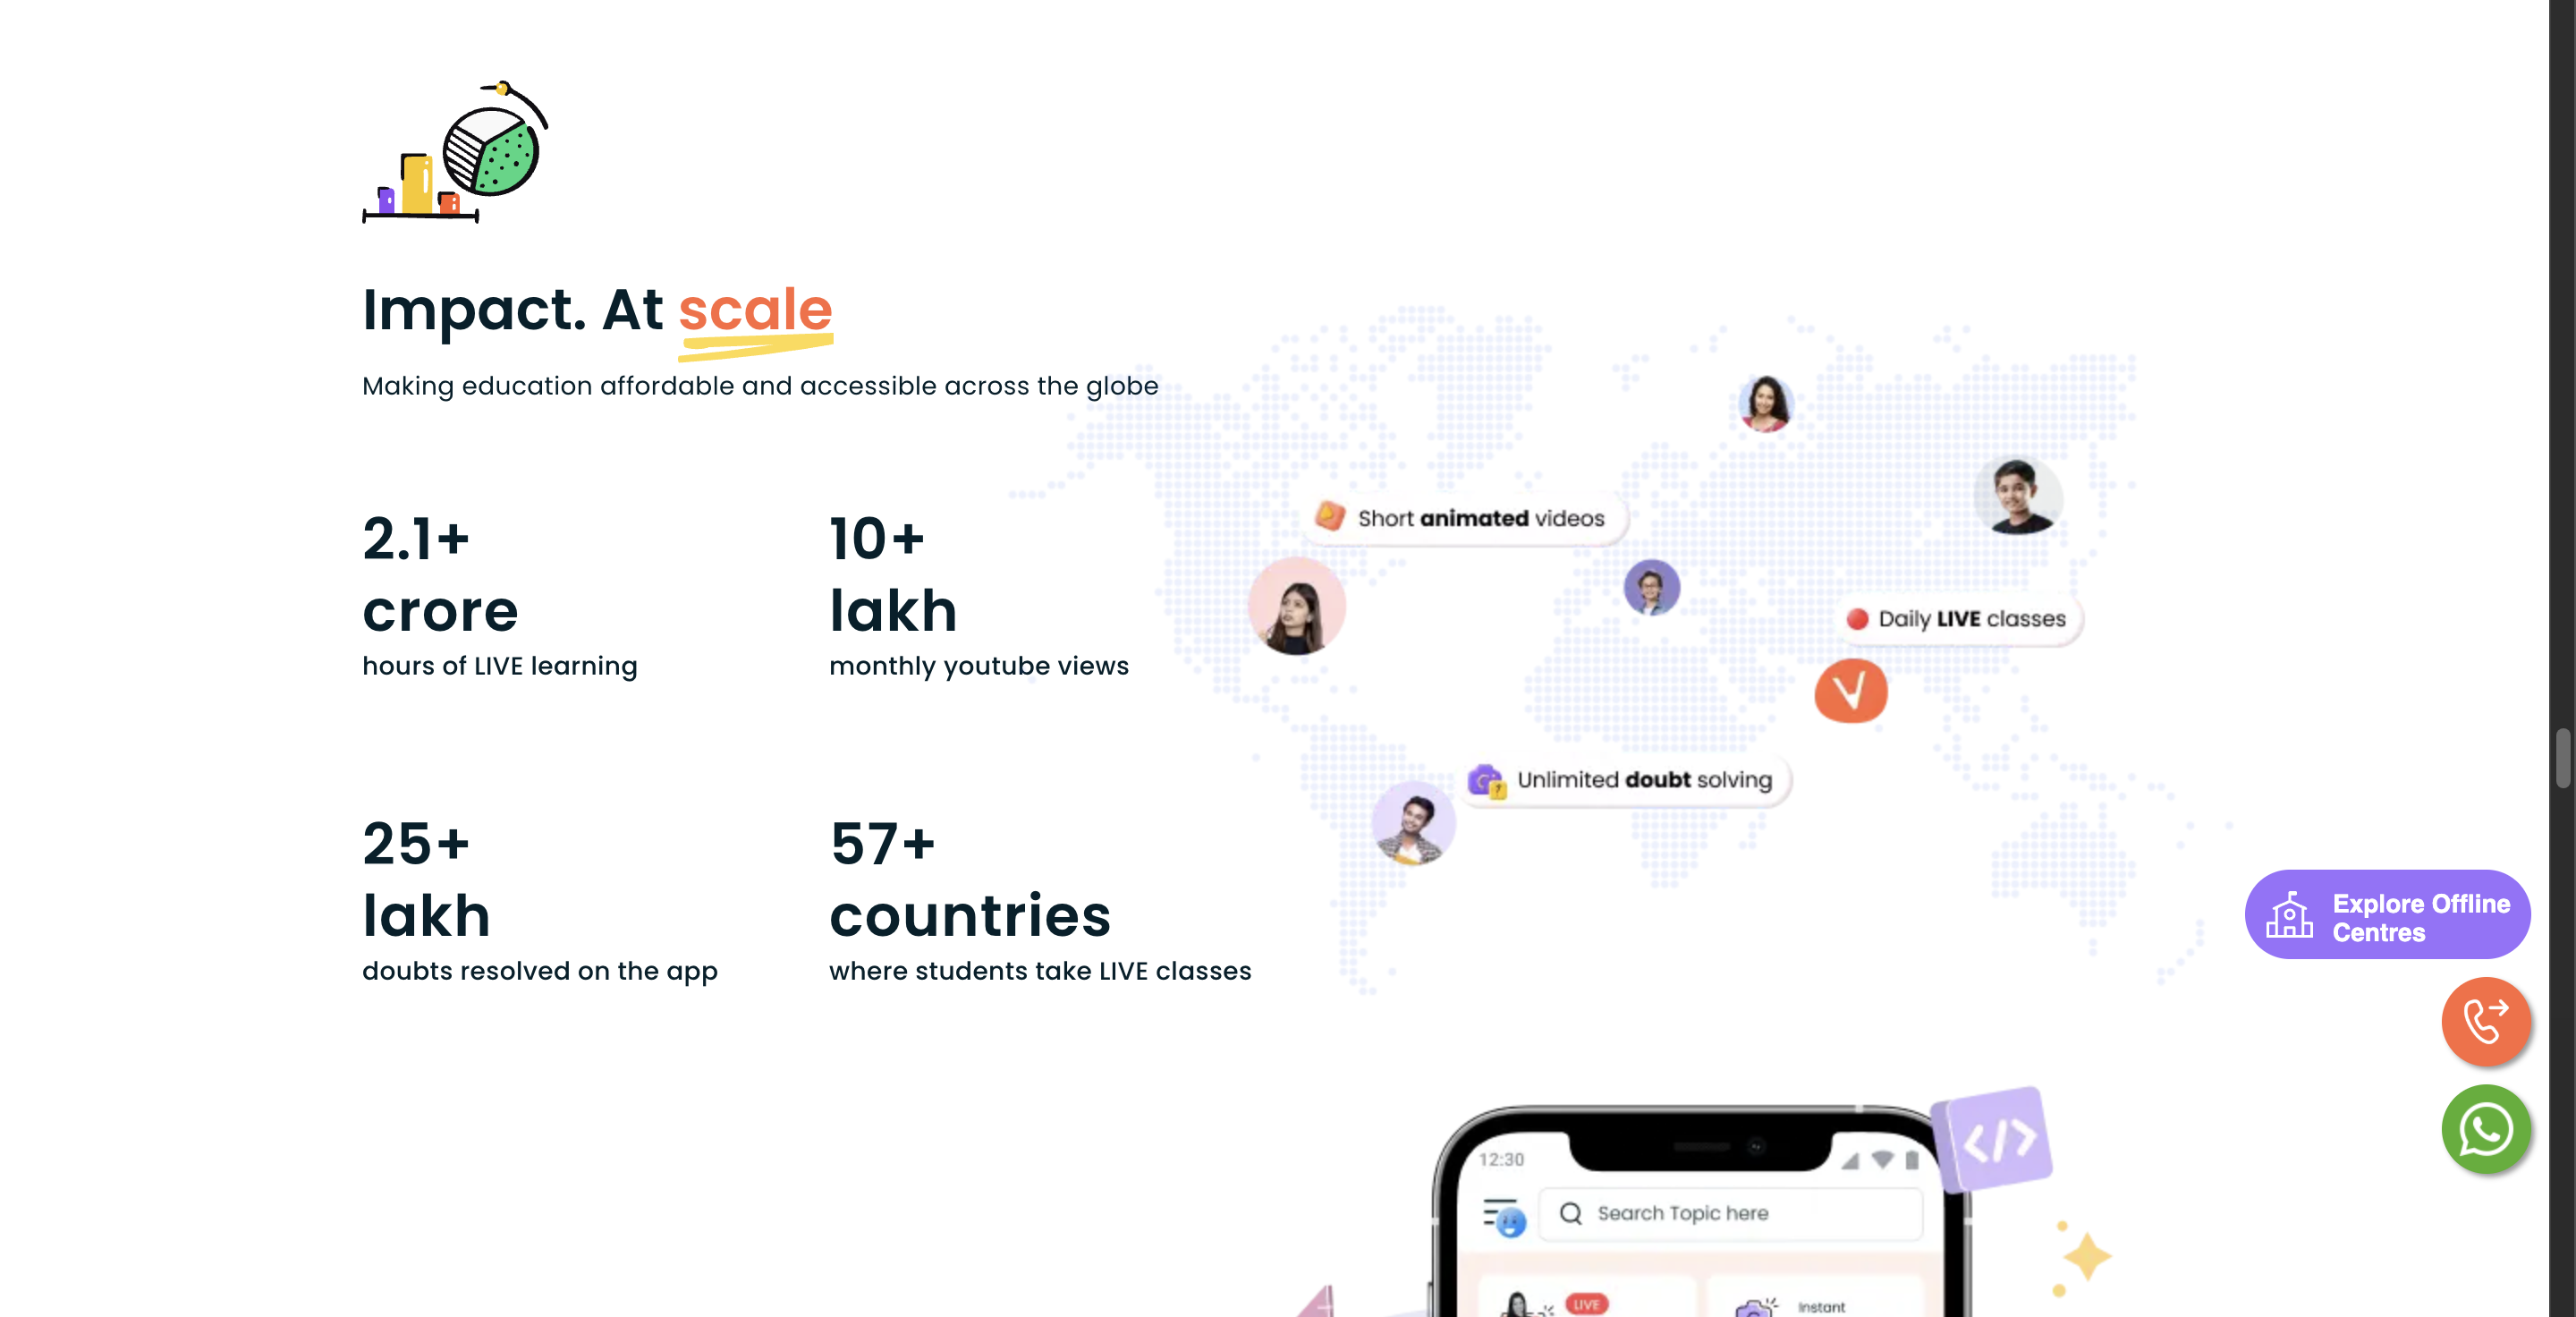 Impact. At scale
Making education affordable and accessible across the globe
2.1+
crore
hours of LIVE learning
10+
lakh
monthly youtube views
25+
lakh
doubts resolved on the app
57+
countries
where students take LIVE classes
Short animated videos
Daily LIVE classes
Unlimited doubt solving
Explore Offline
Centres
12:30
Search Topic here
LIVE
Instant